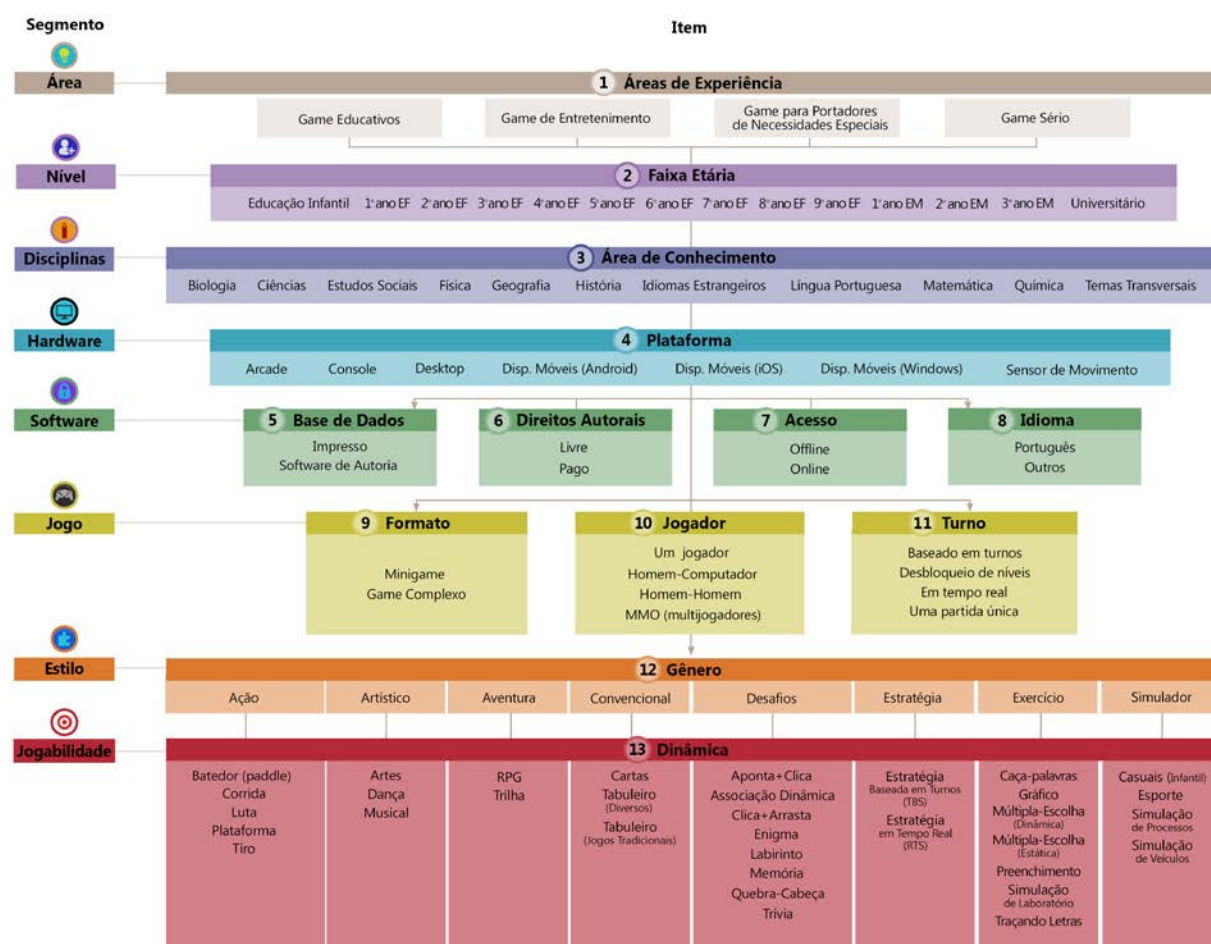 Segmento
Item
Área
1 Áreas de Experiência
Game Educativos
Game de Entretenimento
Game para Portadores
de Necessidades Especiais
Game Sério
Nível
2 Faixa Etária
Educação Infantil 1º ano EF 2º ano EF 3º ano EF 4º ano EF 5º ano EF 6º ano EF 7º ano EF 8º ano EF 9º ano EF 1º ano EM 2º ano EM 3º ano EM Universitário
Disciplinas
3 Área de Conhecimento
Biologia Ciências Estudos Sociais Física Geografia História Idiomas Estrangeiros Língua Portuguesa Matemática Química Temas Transversais
Hardware
4 Plataforma
Arcade Console Desktop Disp. Móveis (Android) Disp. Móveis (iOS) Disp. Móveis (Windows) Sensor de Movimento
Software
5 Base de Dados
Impresso
Software de Autoria
6 Direitos Autorais
Livre
Pago
7 Acesso
Offline
Online
8 Idioma
Português
Outros
Jogo
9 Formato
Minigame
Game Complexo
10 Jogador
Um jogador
Homem-Computador
Homem-Homem
MMO (multijogadores)
11 Turno
Baseado em turnos
Desbloqueio de níveis
Em tempo real
Uma partida única
Estilo
12 Gênero
Ação Artístico Aventura Convencional Desafios Estratégia Exercício Simulador
Jogabilidade
13 Dinâmica
Batedor (paddle)
Corrida
Luta
Plataforma
Tiro
Artes
Dança
Musical
RPG
Trilha
Cartas
Tabuleiro
(Diversos)
Tabuleiro
(Jogos Tradicionais)
Aponta+Clica
Associação Dinâmica
Clica+Arrasta
Enigma
Labirinto
Memória
Quebra-Cabeça
Trívia
Estratégia
Baseada em Turnos
(TBS)
Estratégia
em Tempo Real
(RTS)
Caça-palavras
Gráfico
Múltipla-Escolha
(Dinâmica)
Múltipla-Escolha
(Estática)
Preenchimento
Simulação
de Laboratório
Traçando Letras
Casuais (Infantil)
Esporte
Simulação
de Processos
Simulação
de Veículos